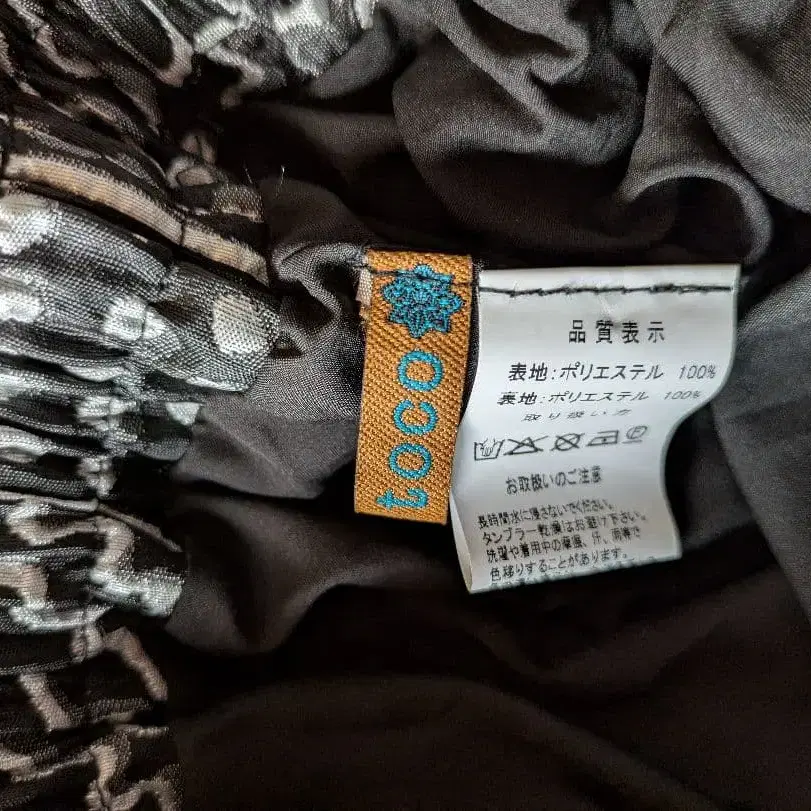 toco
品質表示
表地:ポリエステル 100%
裏地:ポリエステル 100%
取り扱い方
お取扱いのご注意
長時間水に浸さないでください。
タンブラー乾燥はお避け下さい。
洗濯や着用中の摩擦、汗、雨等で
色移りすることがあります。